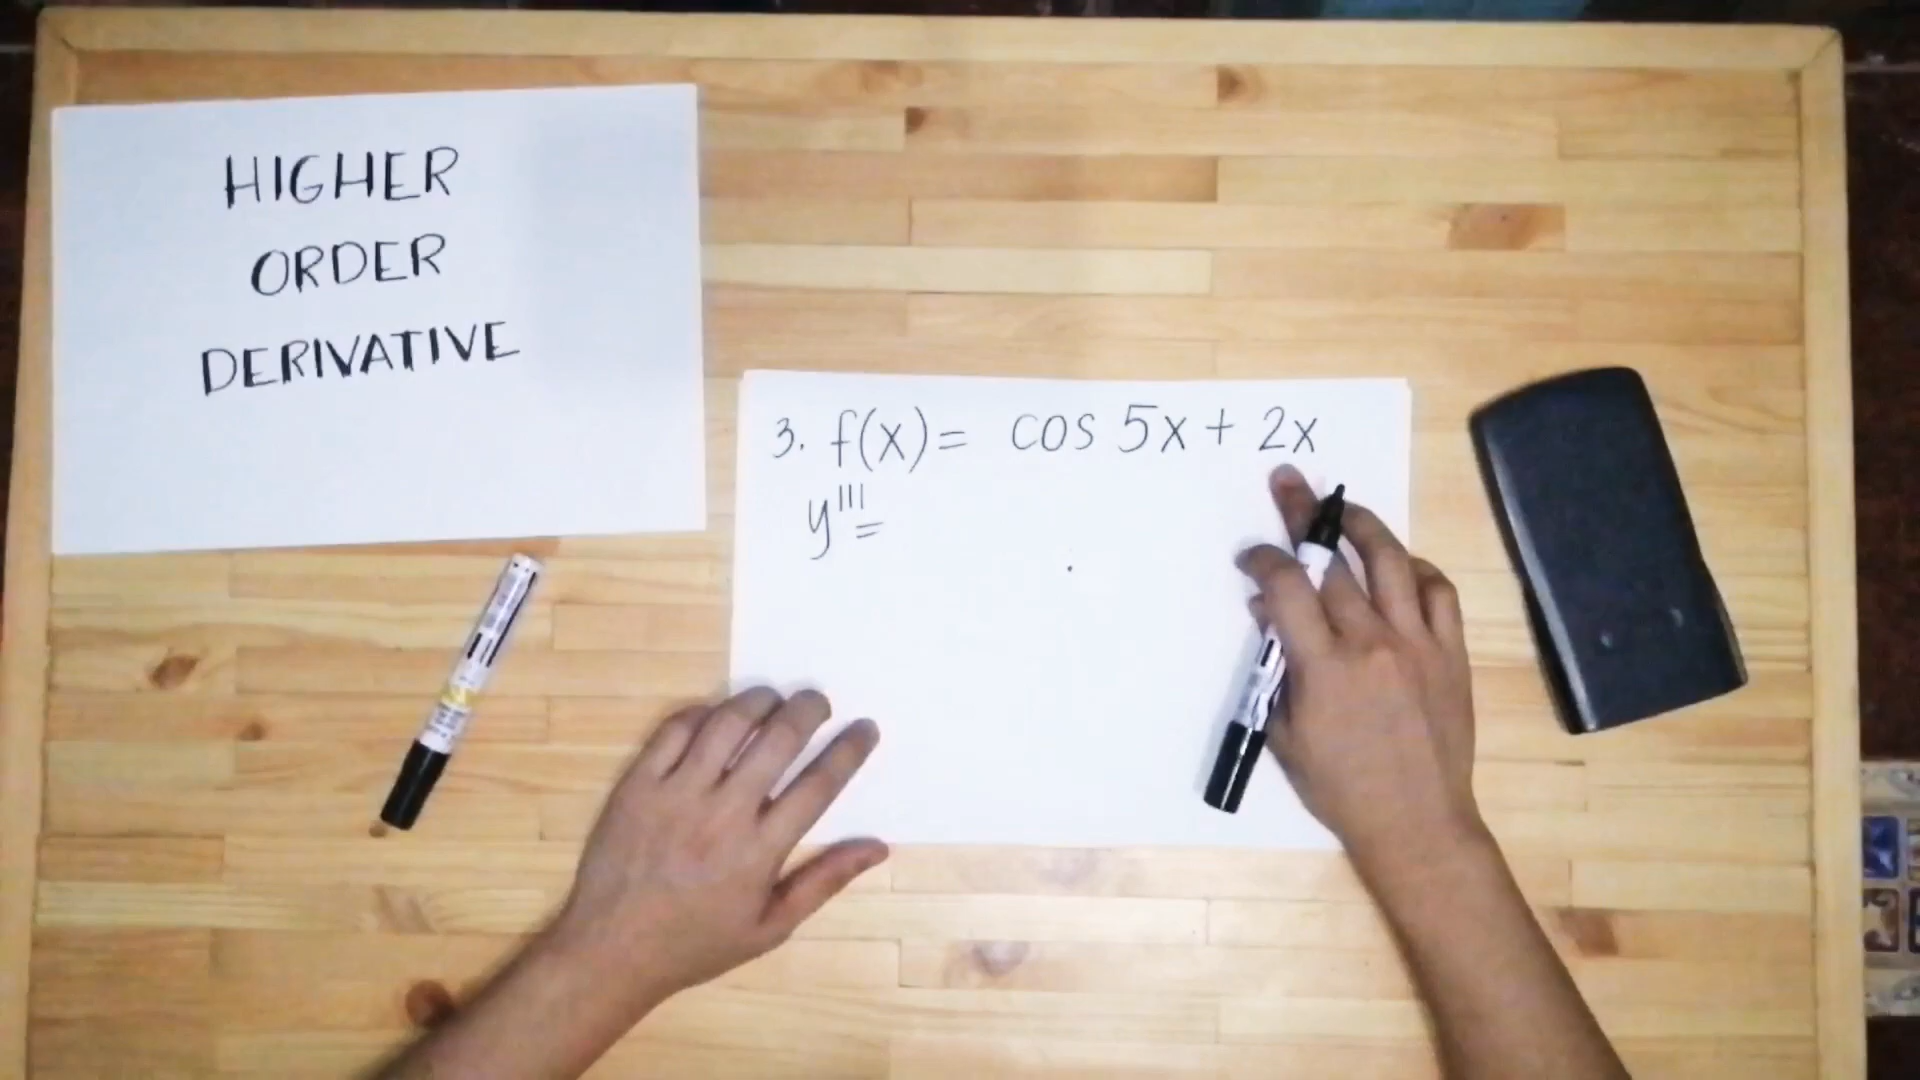 HIGHER
ORDER
DERIVATIVE
3. f(x)= cos 5x + 2x
y'''=